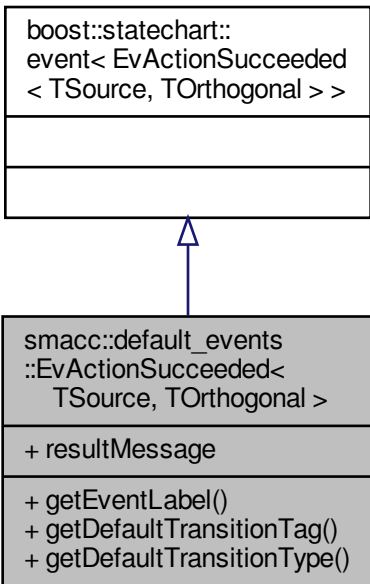 boost::statechart::
event< EvActionSucceeded
< TSource, TOrthogonal > >
smacc::default_events
::EvActionSucceeded<
TSource, TOrthogonal >
+ resultMessage
+ getEventLabel()
+ getDefaultTransitionTag()
+ getDefaultTransitionType()